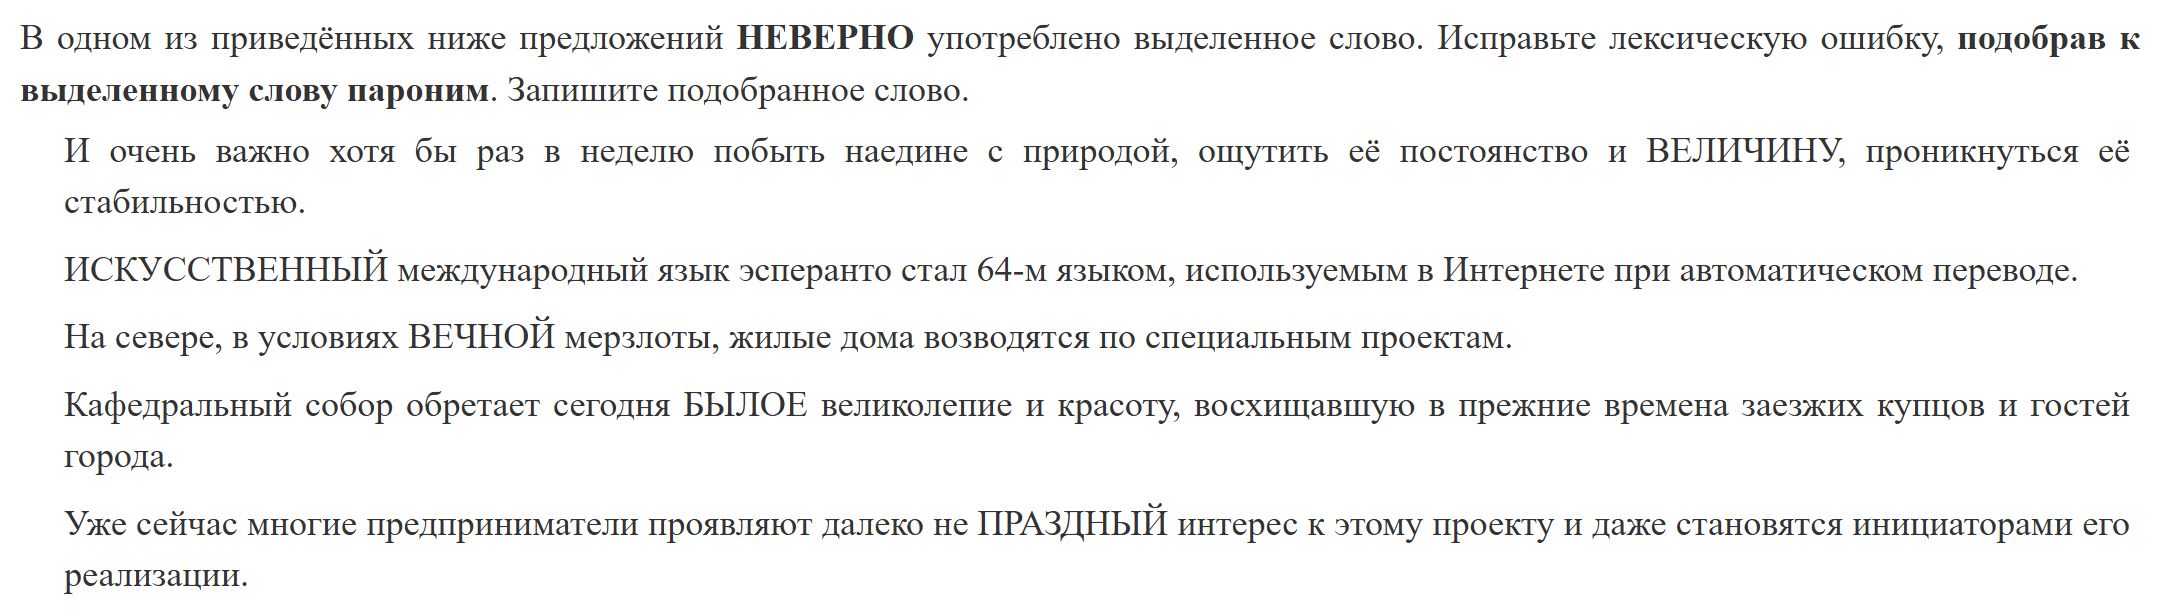 В одном из приведённых ниже предложений НЕВЕРНО употреблено выделенное слово. Исправьте лексическую ошибку, подобрав к
выделенному слову пароним. Запишите подобранное слово.
И очень важно хотя бы раз в неделю побыть наедине с природой, ощутить её постоянство и ВЕЛИЧИНУ, проникнуться её
стабильностью.
ИСКУССТВЕННЫЙ международный язык эсперанто стал 64-м языком, используемым в Интернете при автоматическом переводе.
На севере, в условиях ВЕЧНОЙ мерзлоты, жилые дома возводятся по специальным проектам.
Кафедральный собор обретает сегодня БЫЛОЕ великолепие и красоту, восхищавшую в прежние времена заезжих купцов и гостей
города.
Уже сейчас многие предприниматели проявляют далеко не ПРАЗДНЫЙ интерес к этому проекту и даже становятся инициаторами его
реализации.